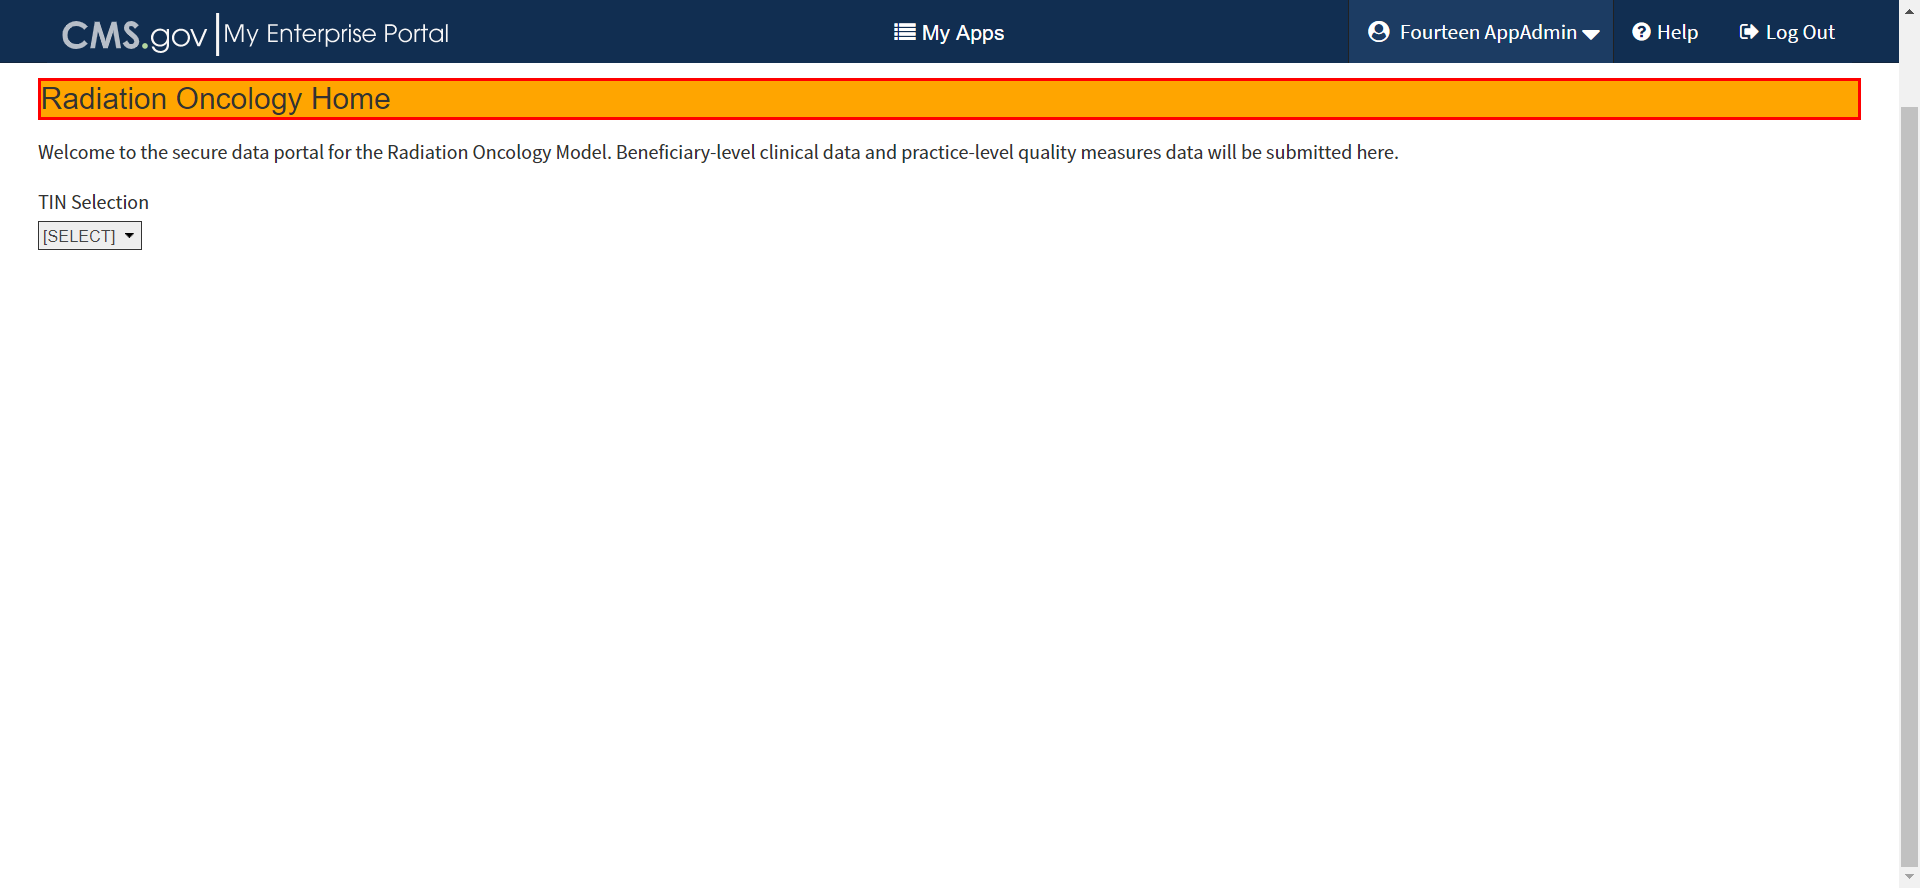 CMS.gov My Enterprise Portal
My Apps
Fourteen AppAdmin
Help
Log Out
Radiation Oncology Home
Welcome to the secure data portal for the Radiation Oncology Model. Beneficiary-level clinical data and practice-level quality measures data will be submitted here.
TIN Selection
[SELECT]